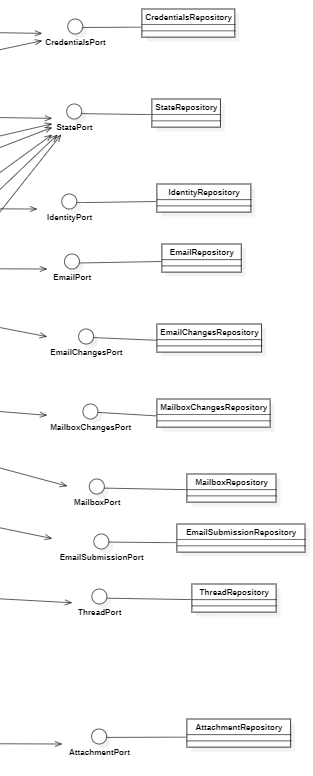 CredentialsRepository
CredentialsPort
StateRepository
StatePort
IdentityRepository
IdentityPort
EmailRepository
EmailPort
EmailChangesRepository
EmailChangesPort
MailboxChangesRepository
MailboxChangesPort
MailboxRepository
MailboxPort
EmailSubmissionRepository
EmailSubmissionPort
ThreadRepository
ThreadPort
AttachmentRepository
AttachmentPort